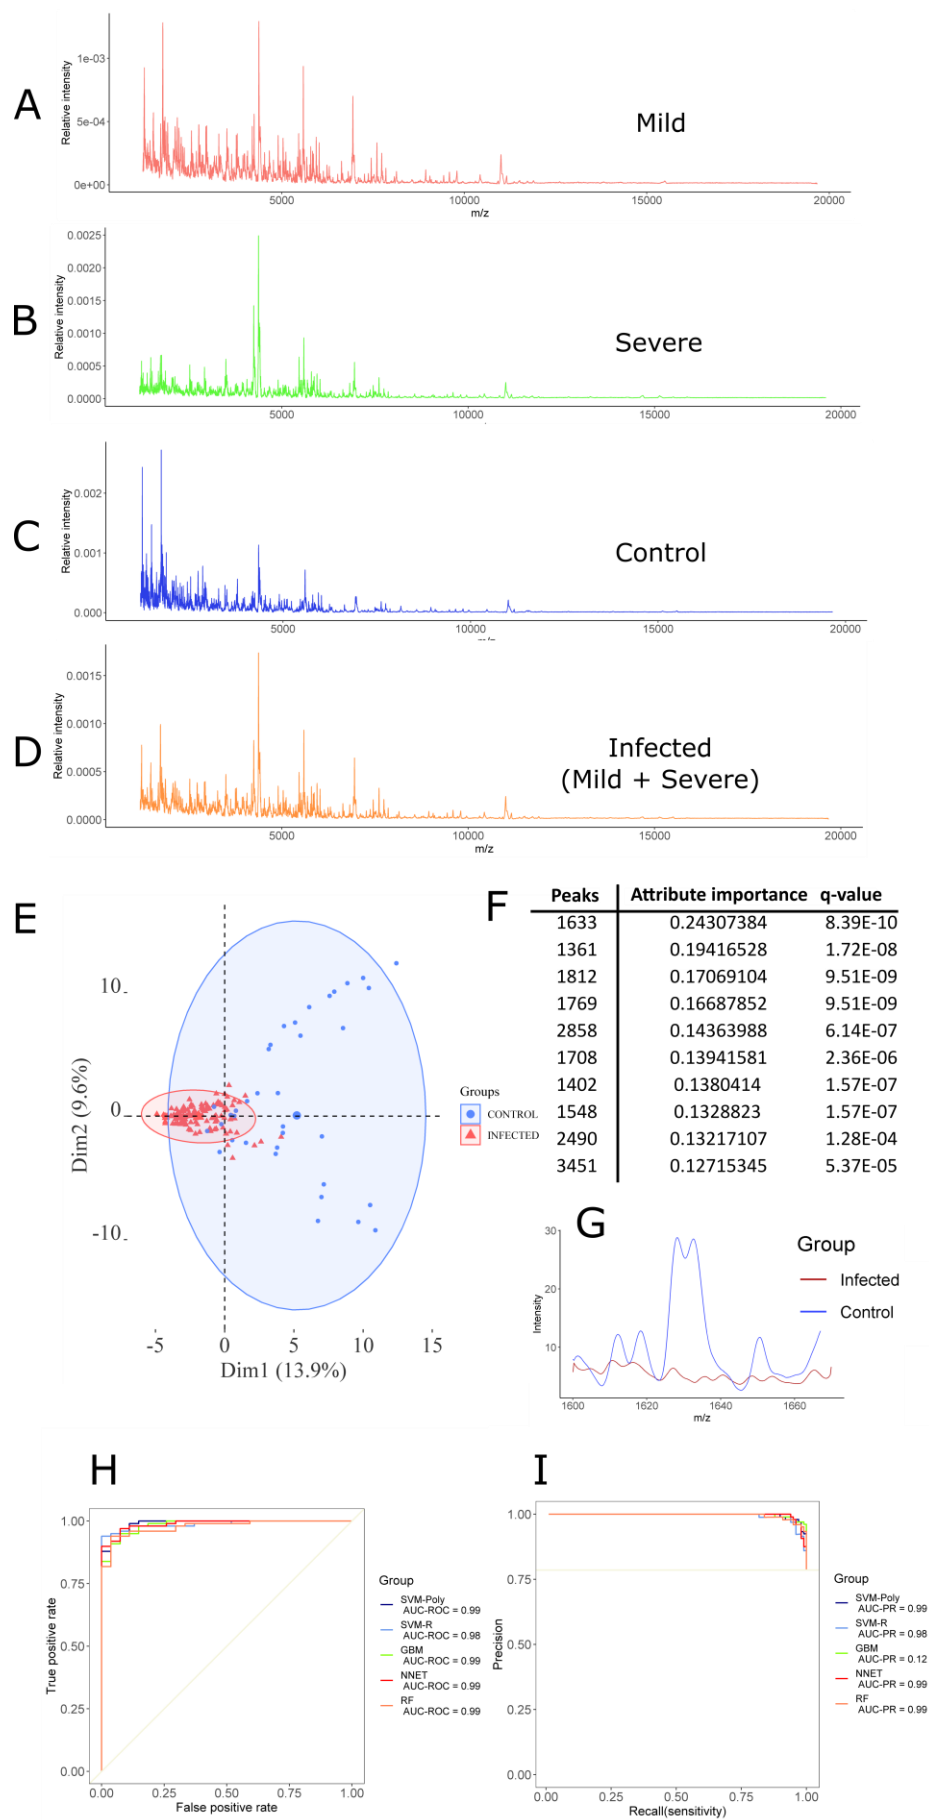 A
Relative intensity
1e-03
5e-04
0e+00
Mild
5000
10000
15000
20000
m/z
B
Relative intensity
0.0025
0.0020
0.0015
0.0010
0.0005
0.0000
Severe
5000
10000
15000
20000
C
Relative intensity
0.002
0.001
0.000
Control
5000
10000
15000
20000
m/z
D
Relative intensity
0.0015
0.0010
0.0005
0.0000
Infected
(Mild + Severe)
5000
10000
15000
20000
m/z
E
Dim2 (9.6%)
10
0
-10
-5
0
5
10
15
Dim1 (13.9%)
Groups
CONTROL
INFECTED
F
Peaks Attribute importance q-value
1633 0.24307384 8.39E-10
1361 0.19416528 1.72E-08
1812 0.17069104 9.51E-09
1769 0.16687852 9.51E-09
2858 0.14363988 6.14E-07
1708 0.13941581 2.36E-06
1402 0.1380414 1.57E-07
1548 0.1328823 1.57E-07
2490 0.13217107 1.28E-04
3451 0.12715345 5.37E-05
G
Intensity
30
20
10
1600
1620
1640
1660
m/z
Group
Infected
Control
H
True positive rate
1.00
0.75
0.50
0.25
0.00
0.00
0.25
0.50
0.75
1.00
False positive rate
Group
SVM-Poly
AUC-ROC = 0.99
SVM-R
AUC-ROC = 0.98
GBM
AUC-ROC = 0.99
NNET
AUC-ROC = 0.99
RF
AUC-ROC = 0.99
I
Precision
1.00
0.75
0.50
0.25
0.00
0.00
0.25
0.50
0.75
1.00
Recall(sensitivity)
Group
SVM-Poly
AUC-PR = 0.99
SVM-R
AUC-PR = 0.98
GBM
AUC-PR = 0.12
NNET
AUC-PR = 0.99
RF
AUC-PR = 0.99